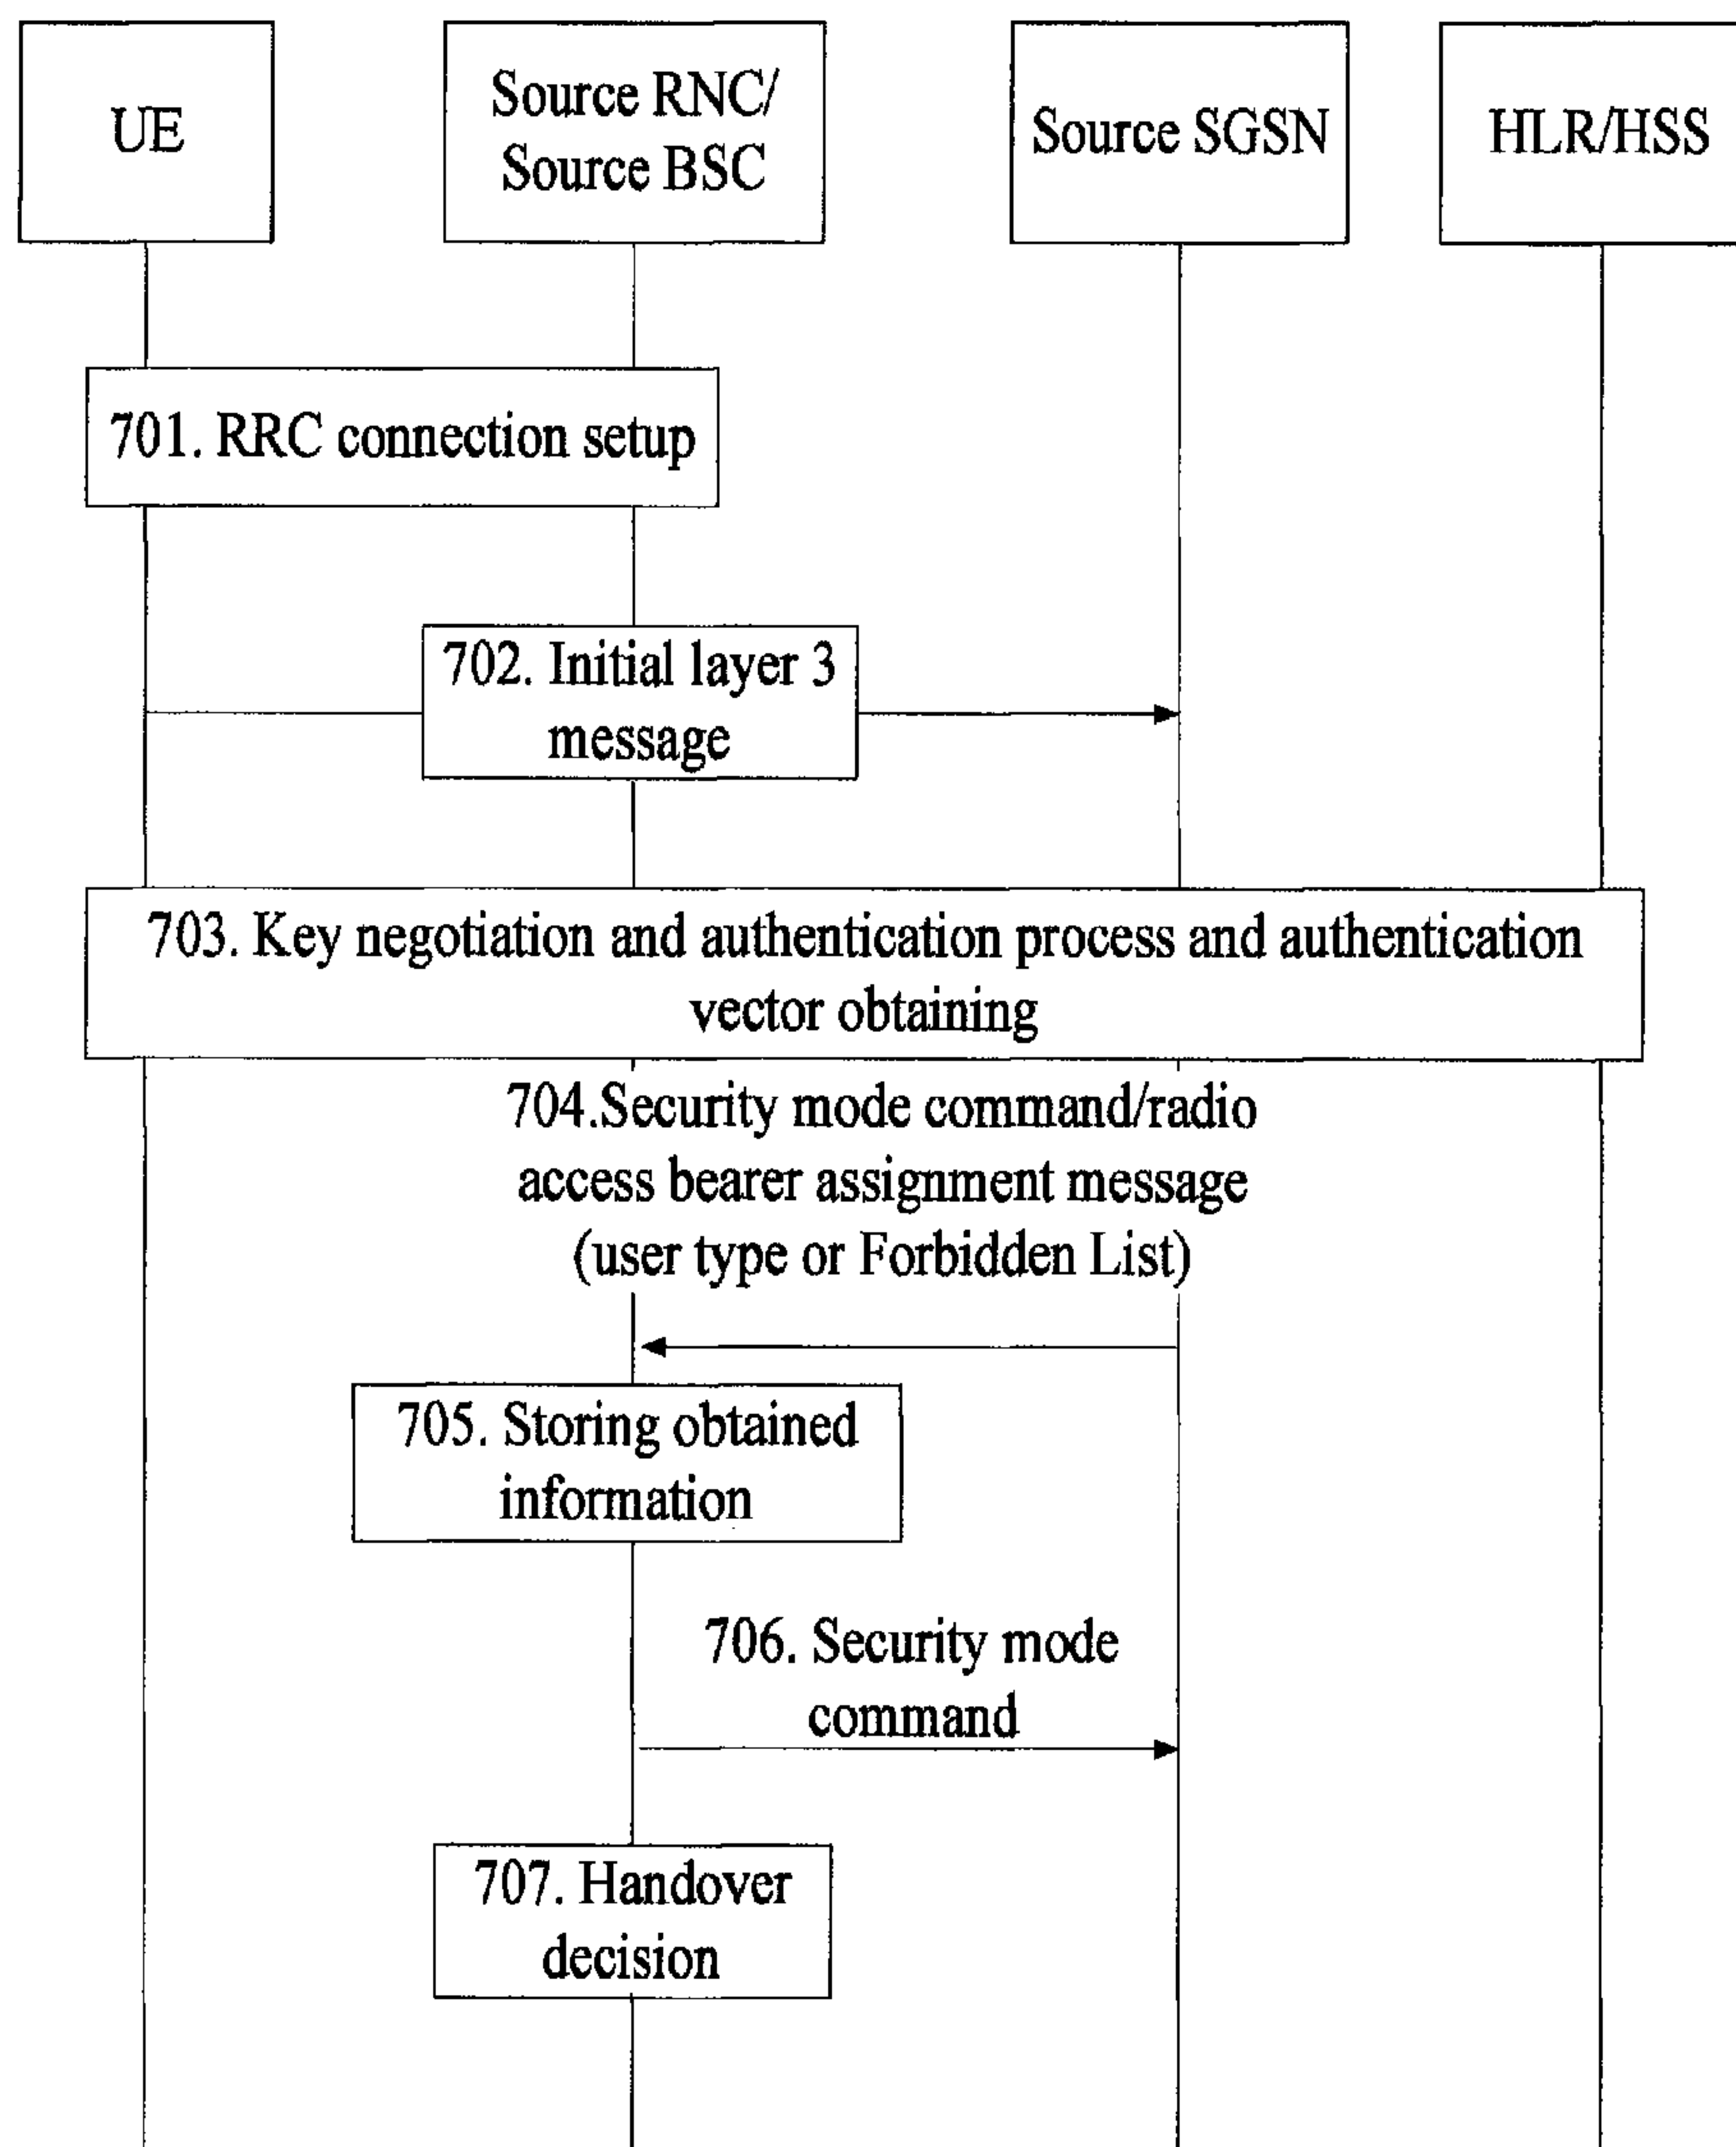 UE
Source RNC/
Source BSC
Source SGSN
HLR/HSS
701. RRC connection setup
702. Initial layer 3
message
703. Key negotiation and authentication process and authentication
vector obtaining
704.Security mode command/radio
access bearer assignment message
(user type or Forbidden List)
705. Storing obtained
information
706. Security mode
command
707. Handover
decision